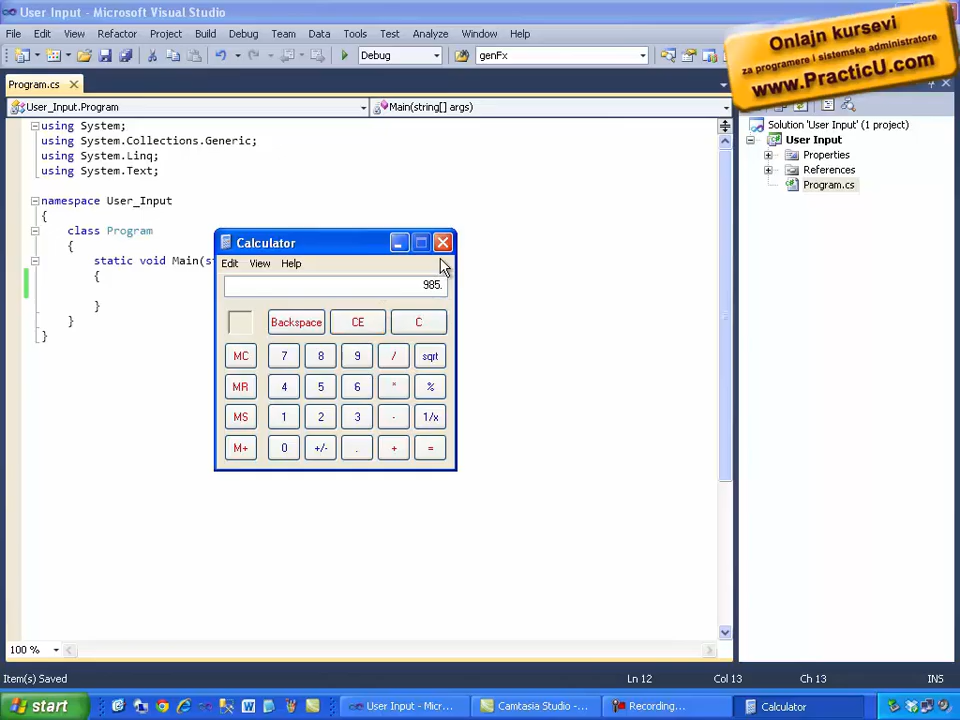 User Input - Microsoft Visual Studio
File Edit View Refactor Project Build Debug Team Data Tools Test Analyze Window Help
Debug genFx
Onlajn kursevi
za programere i sistemske administratore
www.PracticU.com
Program.cs
User_Input.Program Main(string[] args)
using System;
using System.Collections.Generic;
using System.Linq;
using System.Text;
namespace User_Input
{
class Program
{
static void Main(s
{
}
}
}
Calculator
Edit View Help
985.
Backspace CE C
MC 7 8 9 / sqrt
MR 4 5 6 * %
MS 1 2 3 - 1/x
M+ 0 +/- . + =
Solution 'User Input' (1 project)
User Input
Properties
References
Program.cs
100 %
Item(s) Saved Ln 12 Col 13 Ch 13 INS
start User Input - Micr... Camtasia Studio -... Recording... Calculator